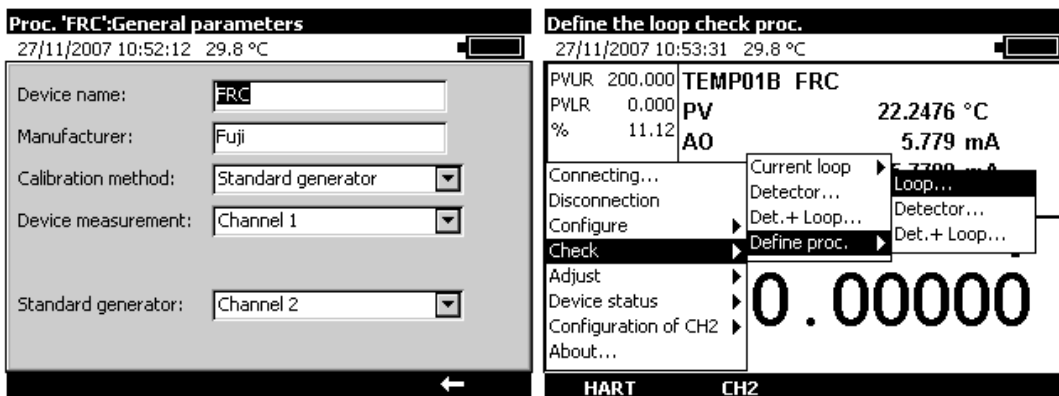 Proc. 'FRC':General parameters
27/11/2007 10:52:12 29.8 °C
Device name: FRC
Manufacturer: Fuji
Calibration method: Standard generator
Device measurement: Channel 1
Standard generator: Channel 2
Define the loop check proc.
27/11/2007 10:53:31 29.8 °C
PVUR 200.000
PVLR 0.000
% 11.12
TEMP01B FRC
PV 22.2476 °C
AO 5.779 mA
Connecting...
Disconnection
Configure
Check
Adjust
Device status
Configuration of CH2
About...
Current loop
Detector...
Det.+ Loop...
Define proc.
Loop...
Detector...
Det.+ Loop...
0.00000
HART CH2